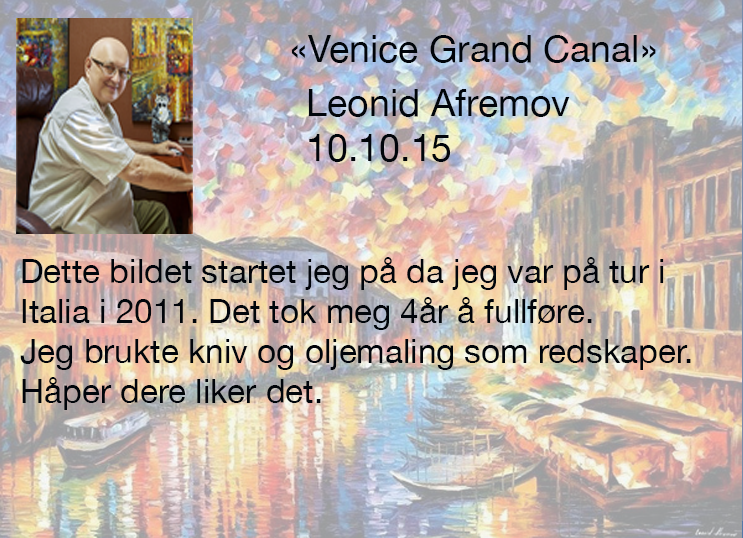 «Venice Grand Canal»
Leonid Afremov
10.10.15
Dette bildet startet jeg på da jeg var på tur i
Italia i 2011. Det tok meg 4år å fullføre.
Jeg brukte kniv og oljemaling som redskaper.
Håper dere liker det.